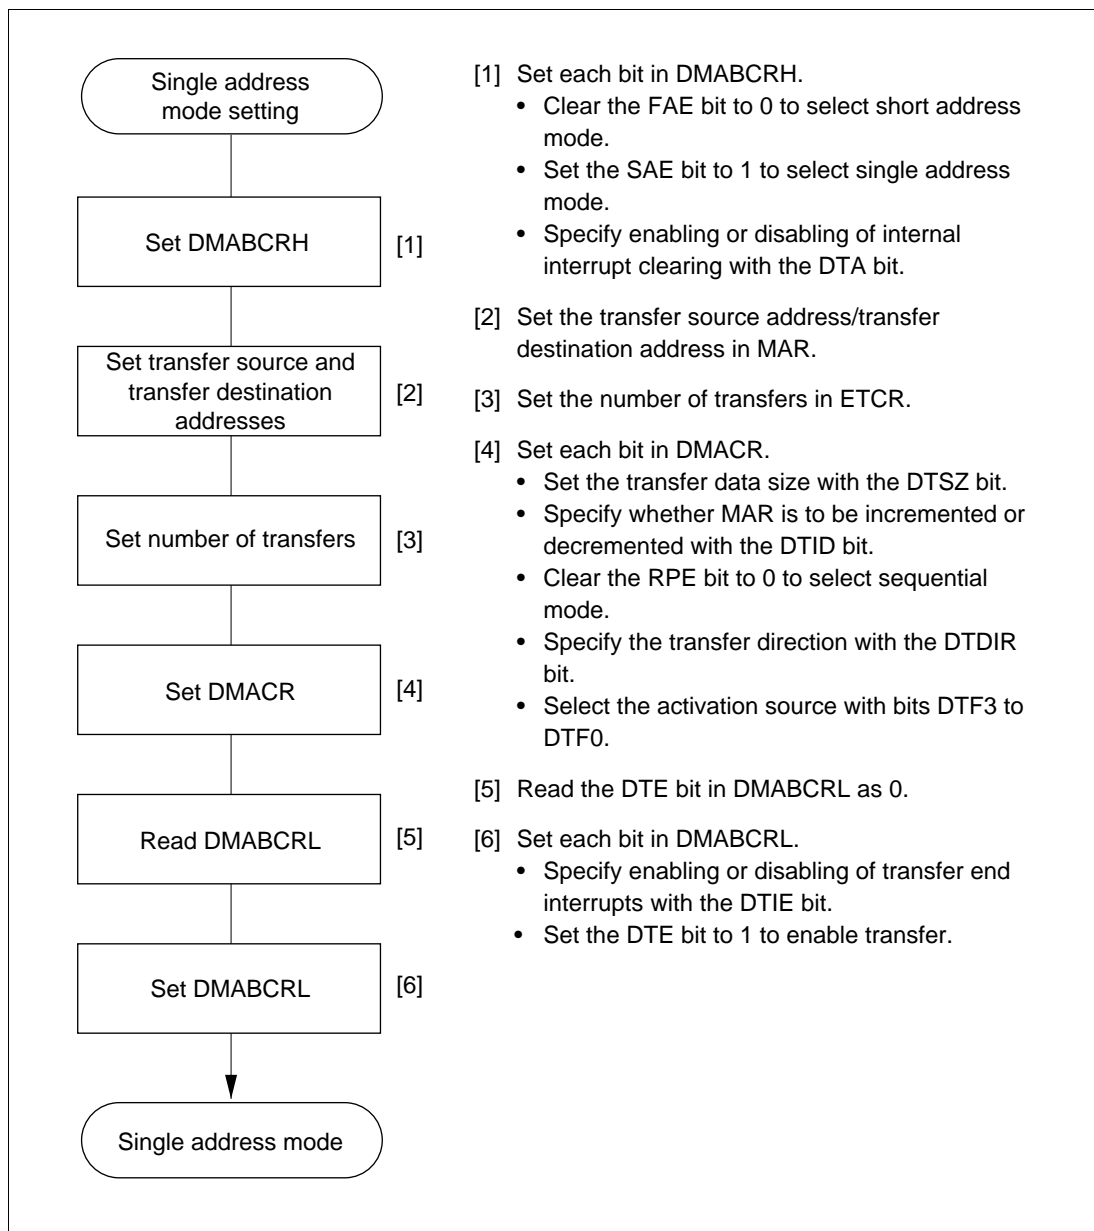 Single address
mode setting
Set DMABCRH
[1]
Set transfer source and
transfer destination
addresses
[2]
Set number of transfers
[3]
Set DMACR
[4]
Read DMABCRL
[5]
Set DMABCRL
[6]
Single address mode
[1] Set each bit in DMABCRH.
• Clear the FAE bit to 0 to select short address
mode.
• Set the SAE bit to 1 to select single address
mode.
• Specify enabling or disabling of internal
interrupt clearing with the DTA bit.
[2] Set the transfer source address/transfer
destination address in MAR.
[3] Set the number of transfers in ETCR.
[4] Set each bit in DMACR.
• Set the transfer data size with the DTSZ bit.
• Specify whether MAR is to be incremented or
decremented with the DTID bit.
• Clear the RPE bit to 0 to select sequential
mode.
• Specify the transfer direction with the DTDIR
bit.
• Select the activation source with bits DTF3 to
DTF0.
[5] Read the DTE bit in DMABCRL as 0.
[6] Set each bit in DMABCRL.
• Specify enabling or disabling of transfer end
interrupts with the DTIE bit.
• Set the DTE bit to 1 to enable transfer.